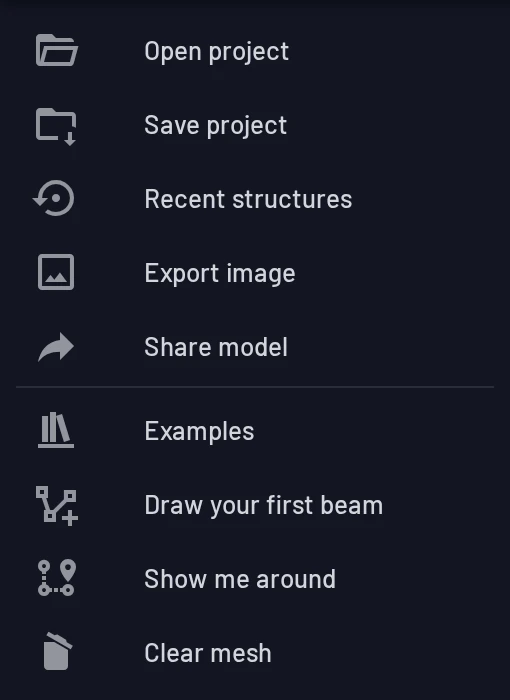 Open project
Save project
Recent structures
Export image
Share model
Examples
Draw your first beam
Show me around
Clear mesh